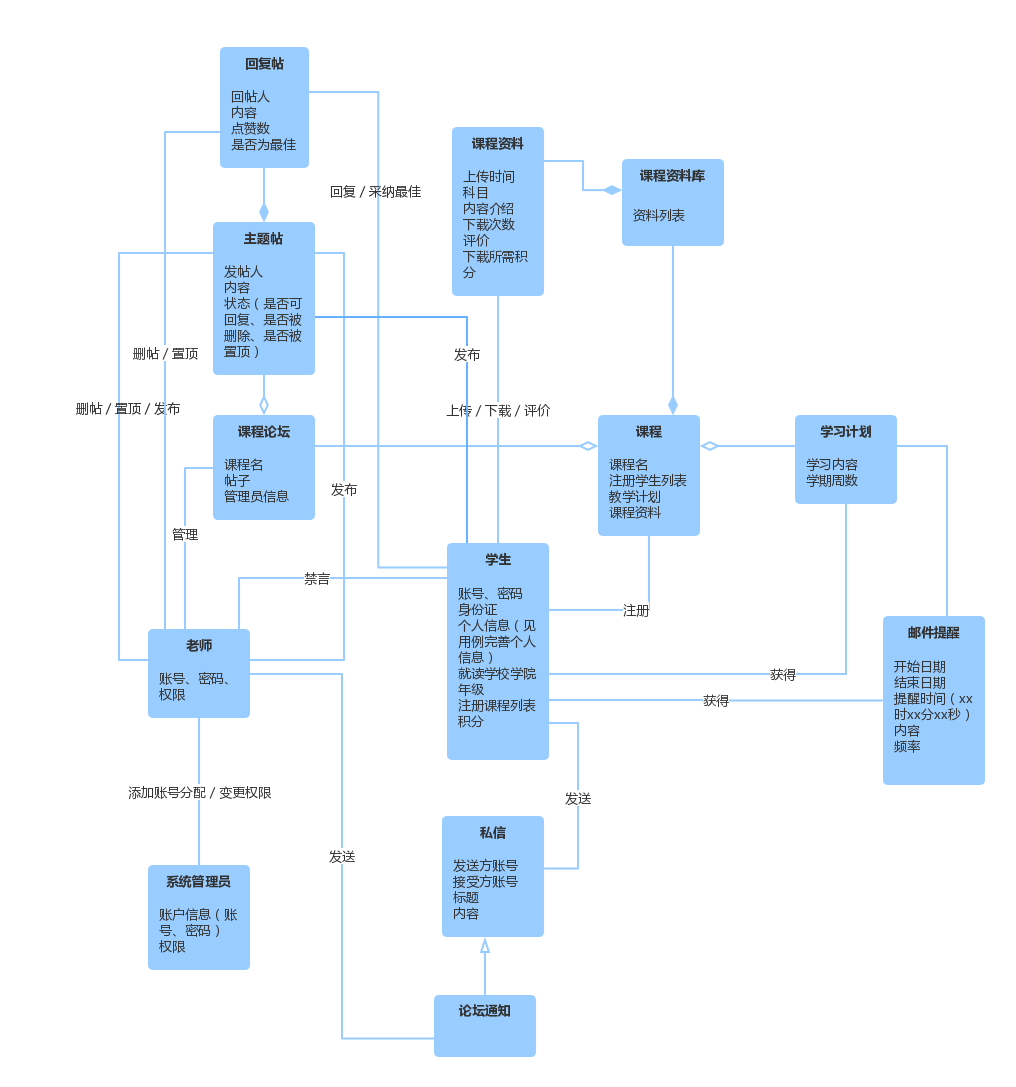 回复帖
回帖人
内容
点赞数
是否为最佳
回复 / 采纳最佳
课程资料
上传时间
科目
内容介绍
下载次数
评价
下载所需积
分
课程资料库
资料列表
主题帖
发帖人
内容
状态（是否可
回复、是否被
删除、是否被
置顶）
删帖 / 置顶
发布
删帖 / 置顶 / 发布
上传 / 下载 / 评价
课程论坛
课程名
帖子
管理员信息
课程
课程名
注册学生列表
教学计划
课程资料
学习计划
学习内容
学期周数
发布
管理
禁言
学生
账号、密码
身份证
个人信息（见
用例完善个人
信息）
就读学校学院
年级
注册课程列表
积分
注册
老师
账号、密码、
权限
获得
获得
邮件提醒
开始日期
结束日期
提醒时间（xx
时xx分xx秒）
内容
频率
添加账号分配 / 变更权限
发送
发送
私信
发送方账号
接受方账号
标题
内容
系统管理员
账户信息（账
号、密码）
权限
论坛通知